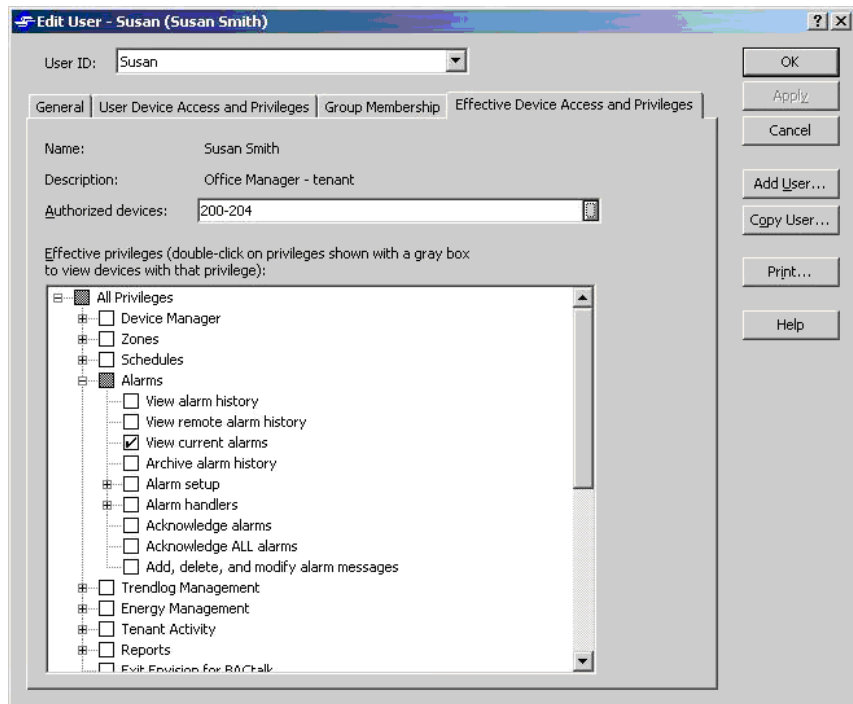 Edit User - Susan (Susan Smith)
User ID: Susan
OK
Apply
Cancel
Add User...
Copy User...
Print...
Help
General User Device Access and Privileges Group Membership Effective Device Access and Privileges
Name: Susan Smith
Description: Office Manager - tenant
Authorized devices: 200-204
Effective privileges (double-click on privileges shown with a gray box
to view devices with that privilege):
All Privileges
Device Manager
Zones
Schedules
Alarms
View alarm history
View remote alarm history
View current alarms
Archive alarm history
Alarm setup
Alarm handlers
Acknowledge alarms
Acknowledge ALL alarms
Add, delete, and modify alarm messages
Trendlog Management
Energy Management
Tenant Activity
Reports
Exit Envision for BACtalk